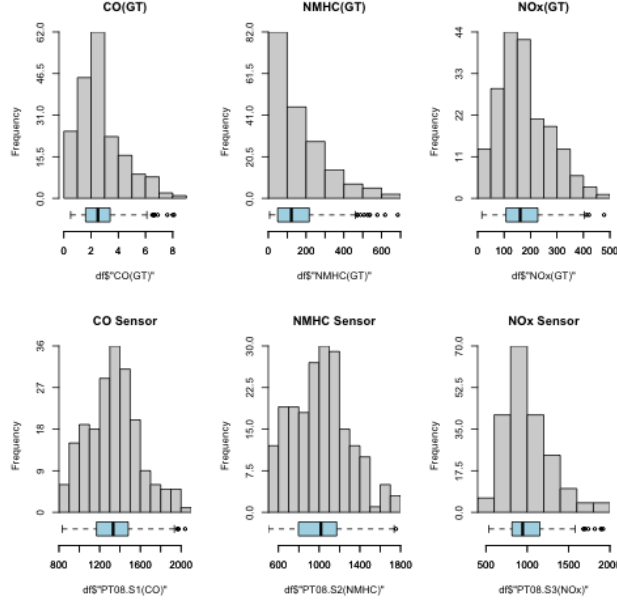 CO(GT)
Frequency
0.0 15.5 31.0 46.5 62.0
0 2 4 6 8
df$"CO(GT)"
NMHC(GT)
Frequency
0.0 20.5 41.0 61.5 82.0
0 200 400 600
df$"NMHC(GT)"
NOx(GT)
Frequency
0 11 22 33 44
0 100 200 300 400 500
df$"NOx(GT)"
CO Sensor
Frequency
0 9 18 27 36
800 1200 1600 2000
df$"PT08.S1(CO)"
NMHC Sensor
Frequency
0.0 7.5 15.0 22.5 30.0
600 1000 1400 1800
df$"PT08.S2(NMHC)"
NOx Sensor
Frequency
0.0 17.5 35.0 52.5 70.0
500 1000 1500 2000
df$"PT08.S3(NOx)"